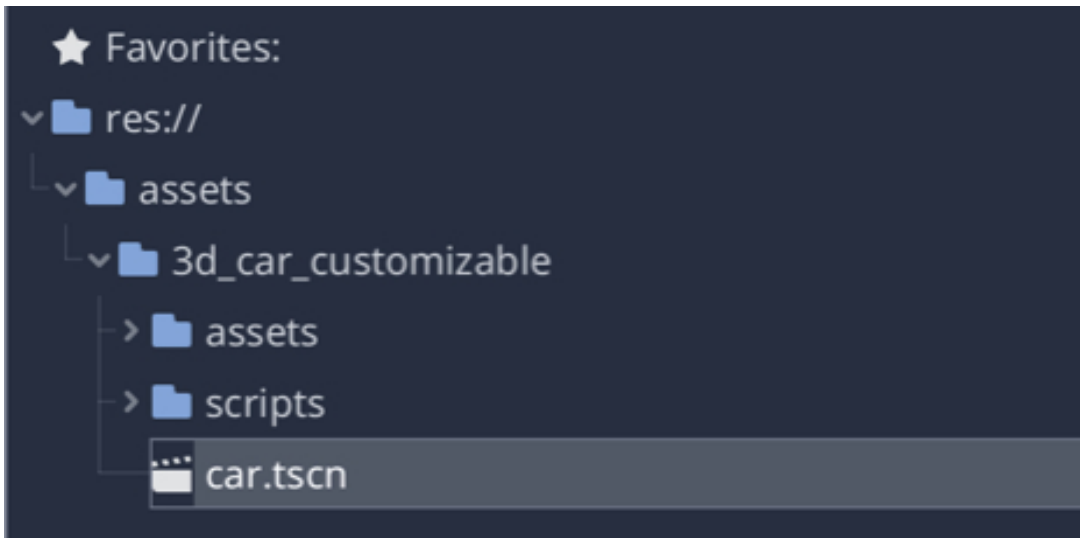 Favorites:
res://
assets
3d_car_customizable
assets
scripts
car.tscn